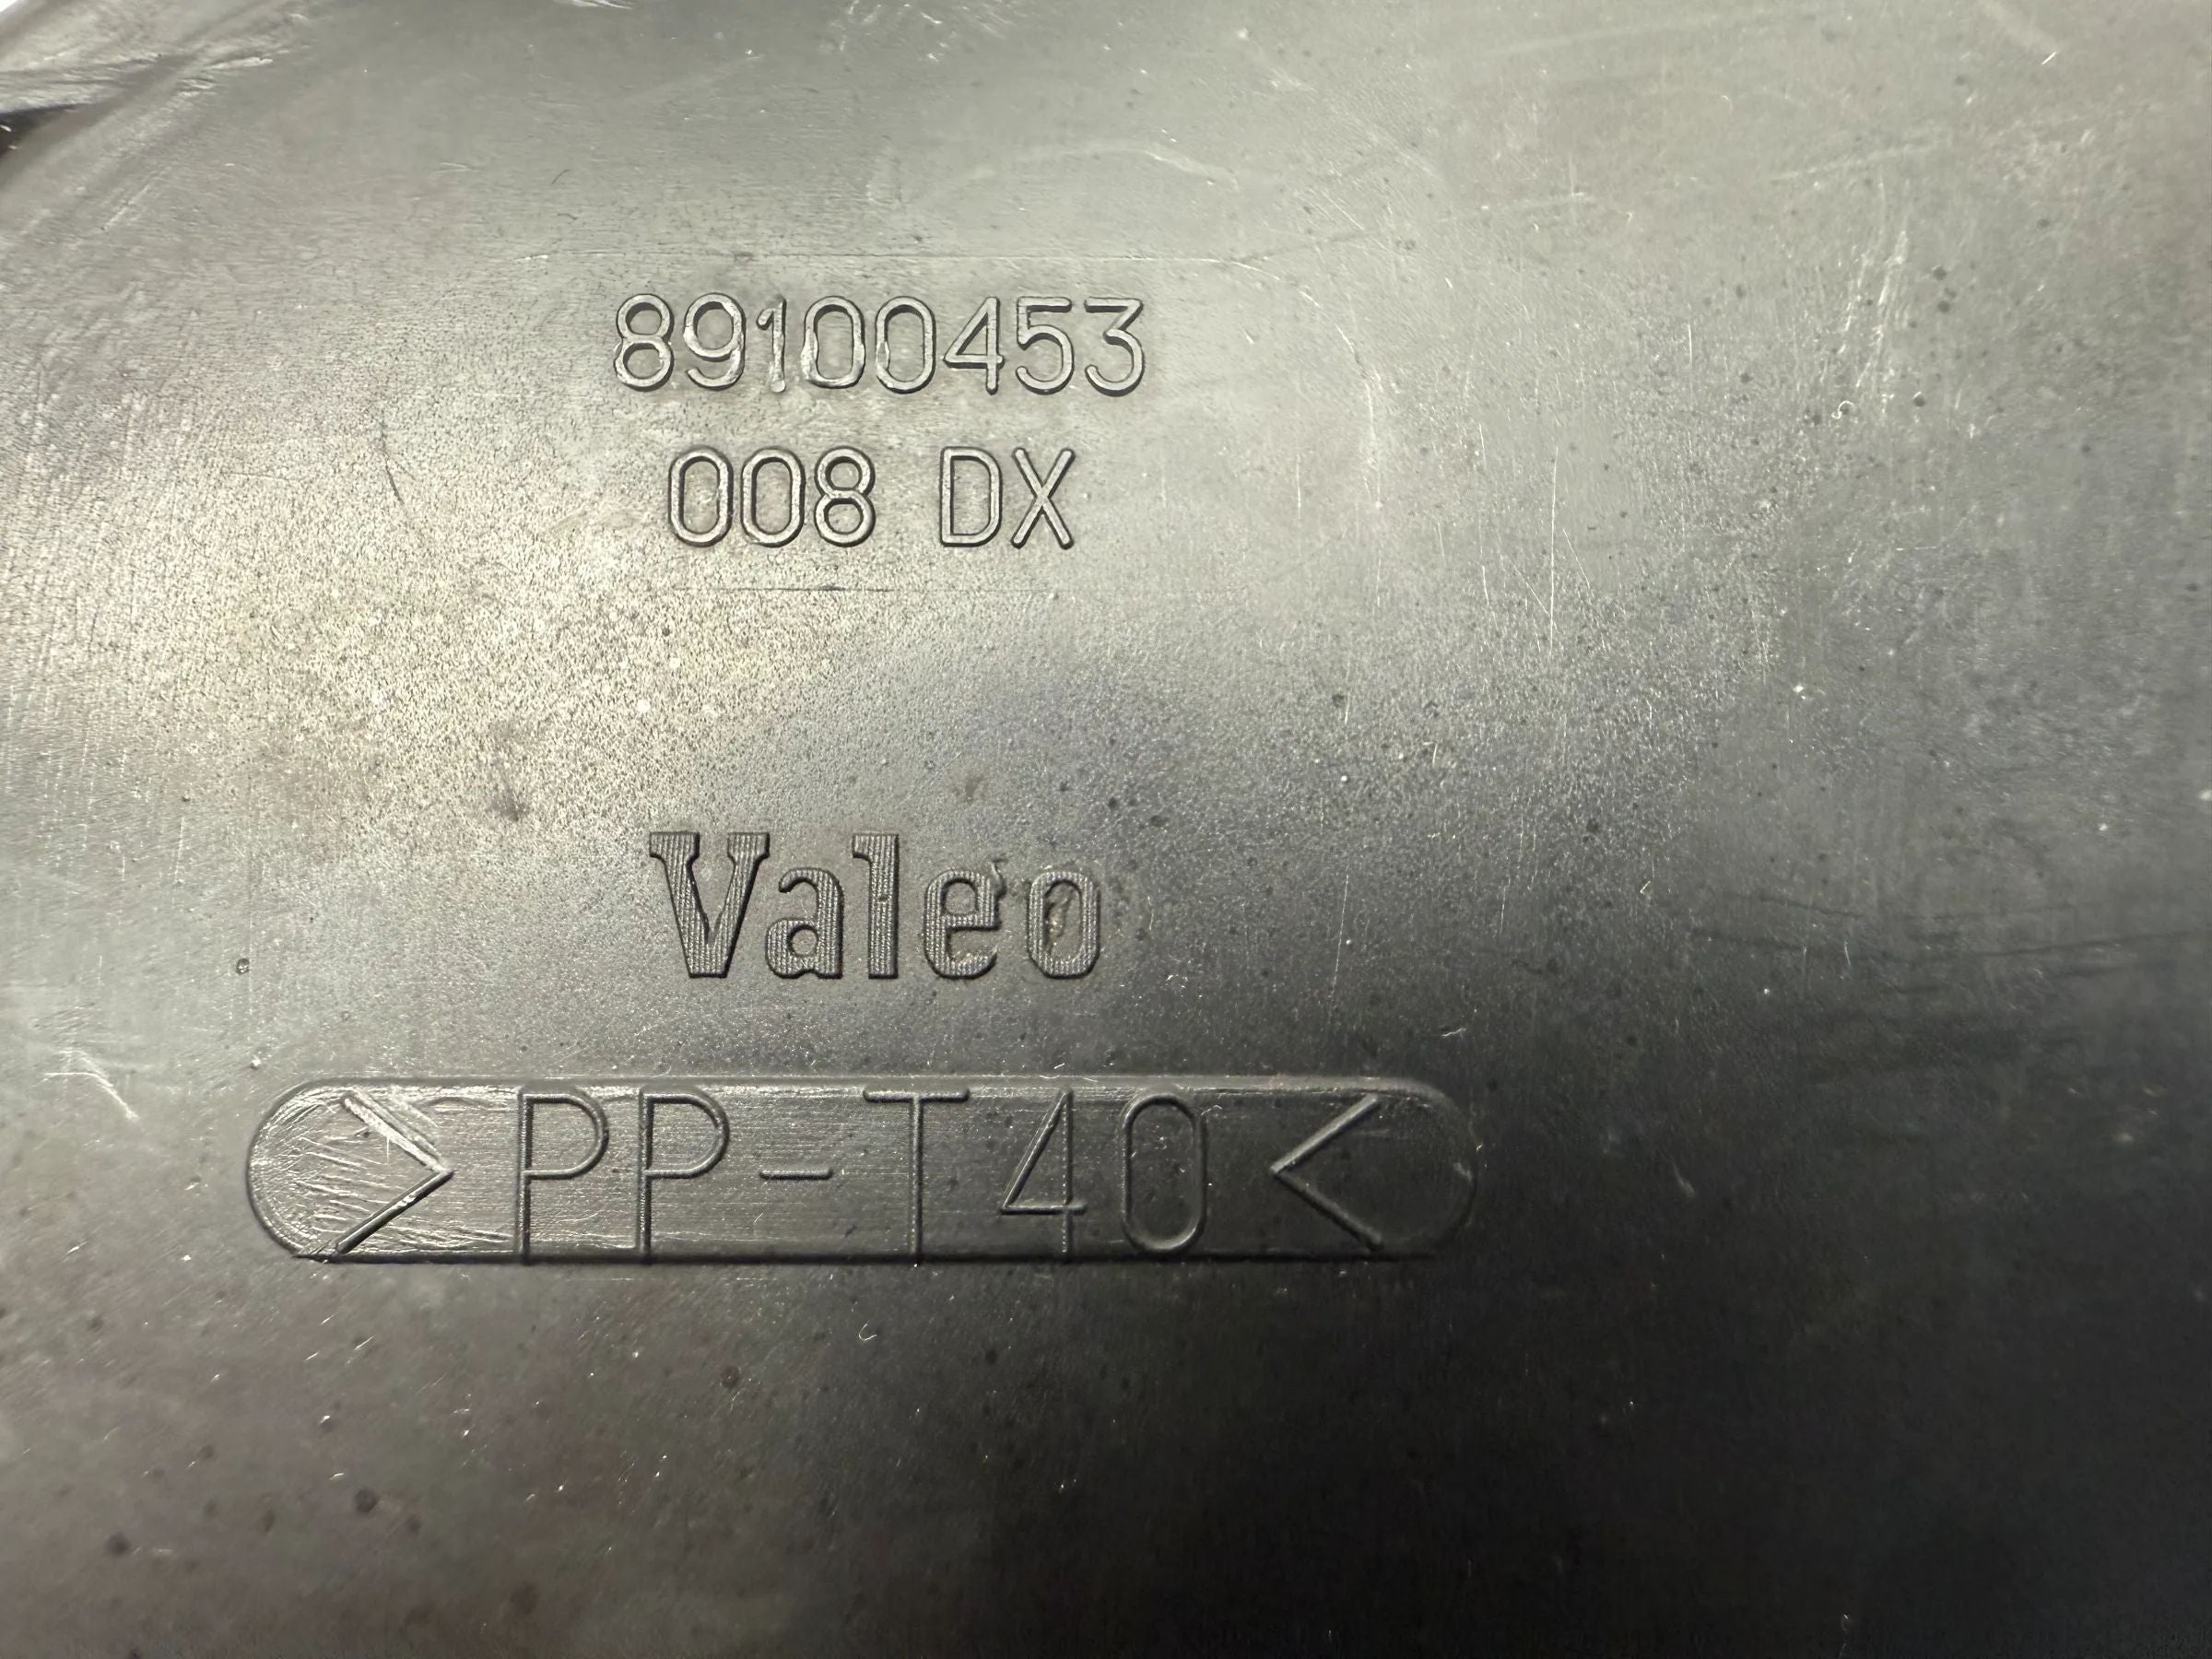 89100453
008 DX
Valeo
>PP-T40<